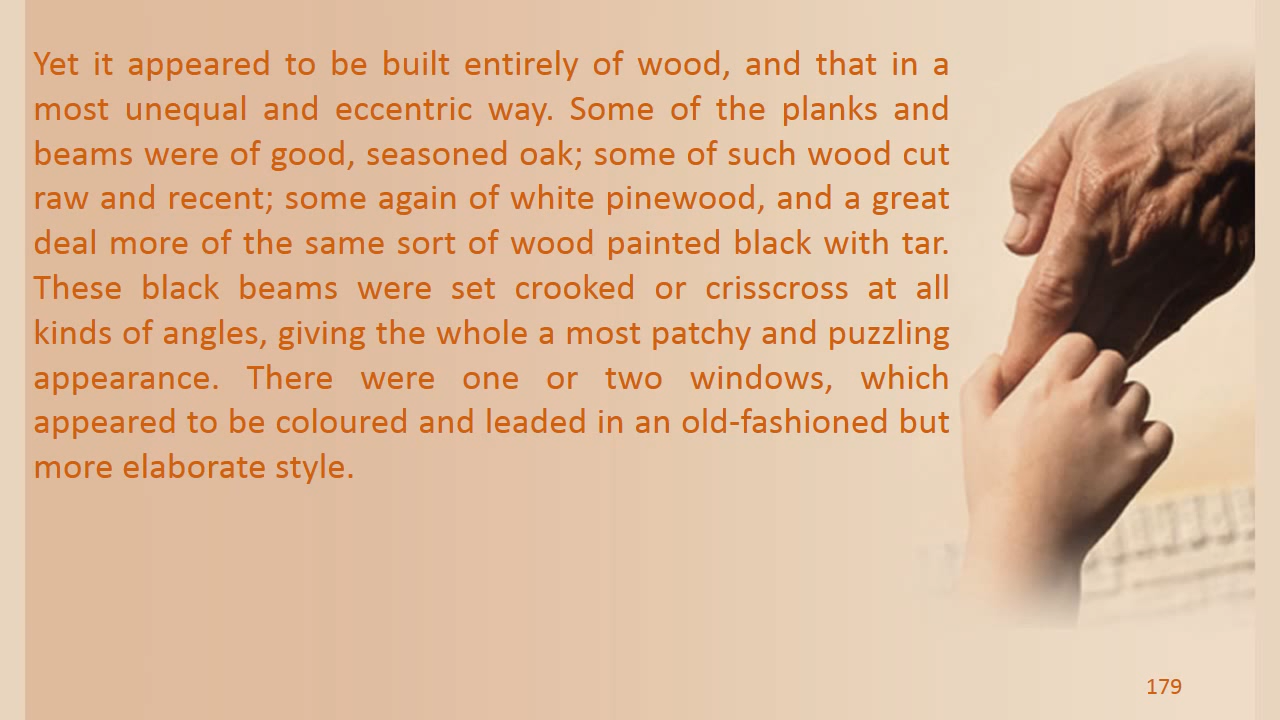 Yet it appeared to be built entirely of wood, and that in a
most unequal and eccentric way. Some of the planks and
beams were of good, seasoned oak; some of such wood cut
raw and recent; some again of white pinewood, and a great
deal more of the same sort of wood painted black with tar.
These black beams were set crooked or crisscross at all
kinds of angles, giving the whole a most patchy and puzzling
appearance. There were one or two windows, which
appeared to be coloured and leaded in an old-fashioned but
more elaborate style.
179